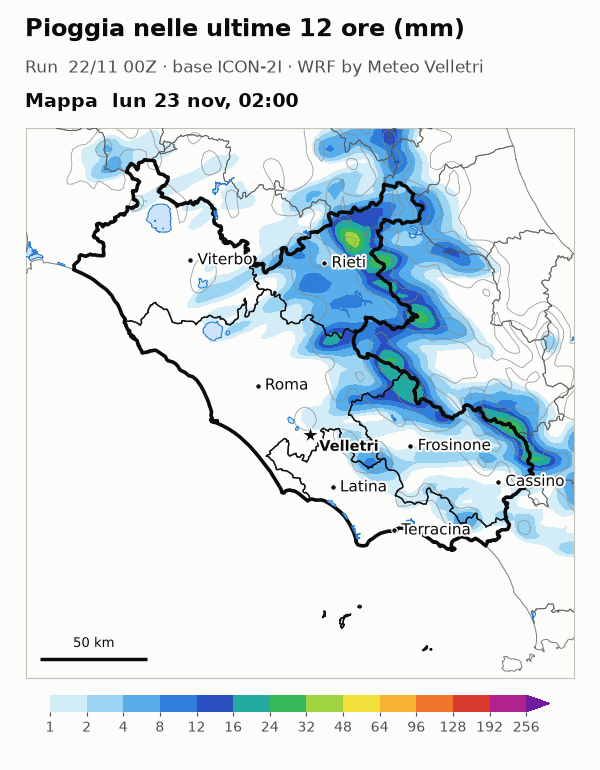 Pioggia nelle ultime 12 ore (mm)
Run 22/11 00Z · base ICON-2I · WRF by Meteo Velletri
Mappa lun 23 nov, 02:00
Viterbo
Rieti
Roma
Velletri
Frosinone
Latina
Cassino
Terracina
50 km
1 2 4 8 12 16 24 32 48 64 96 128 192 256